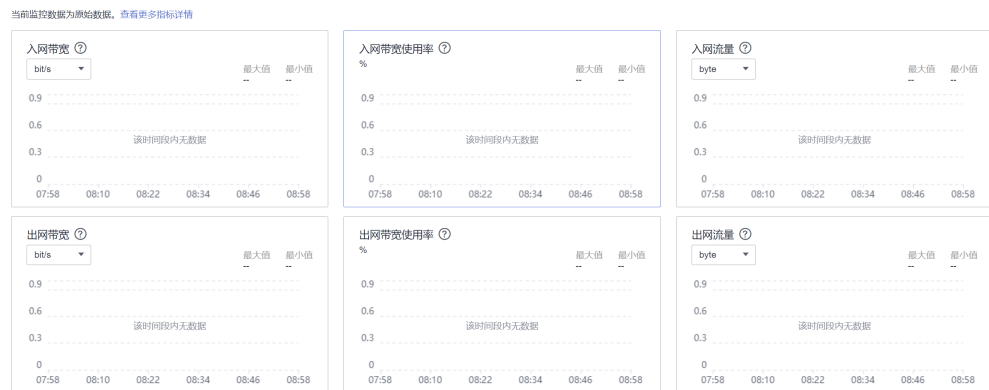 当前监控数据为原始数据。查看更多指标详情
入网带宽 ?
bit/s
最大值 最小值
-- --
0.9
0.6
该时间段内无数据
0.3
0
07:58 08:10 08:22 08:34 08:46 08:58
入网带宽使用率 ?
%
最大值 最小值
-- --
0.9
0.6
该时间段内无数据
0.3
0
07:58 08:10 08:22 08:34 08:46 08:58
入网流量 ?
byte
最大值 最小值
-- --
0.9
0.6
该时间段内无数据
0.3
0
07:58 08:10 08:22 08:34 08:46 08:58
出网带宽 ?
bit/s
最大值 最小值
-- --
0.9
0.6
该时间段内无数据
0.3
0
07:58 08:10 08:22 08:34 08:46 08:58
出网带宽使用率 ?
%
最大值 最小值
-- --
0.9
0.6
该时间段内无数据
0.3
0
07:58 08:10 08:22 08:34 08:46 08:58
出网流量 ?
byte
最大值 最小值
-- --
0.9
0.6
该时间段内无数据
0.3
0
07:58 08:10 08:22 08:34 08:46 08:58